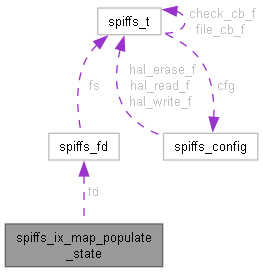 spiffs_t
check_cb_f
file_cb_f
hal_erase_f
hal_read_f
hal_write_f
fs
cfg
spiffs_fd
spiffs_config
fd
spiffs_ix_map_populate
_state